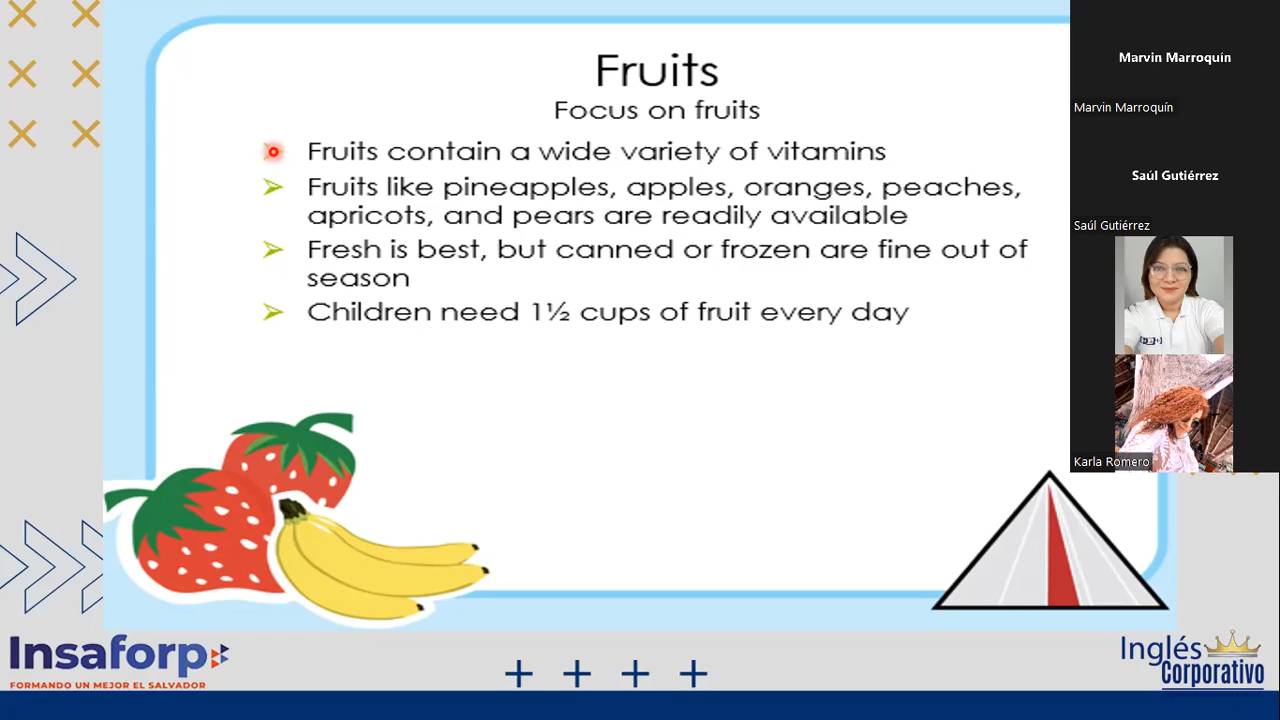 Fruits
Focus on fruits
Fruits contain a wide variety of vitamins
Fruits like pineapples, apples, oranges, peaches,
apricots, and pears are readily available
Fresh is best, but canned or frozen are fine out of
season
Children need 1½ cups of fruit every day
Marvin Marroquín
Marvin Marroquín
Saúl Gutiérrez
Saúl Gutiérrez
Karla Romero
Insaforp
FORMANDO UN MEJOR EL SALVADOR
Inglés
Corporativo